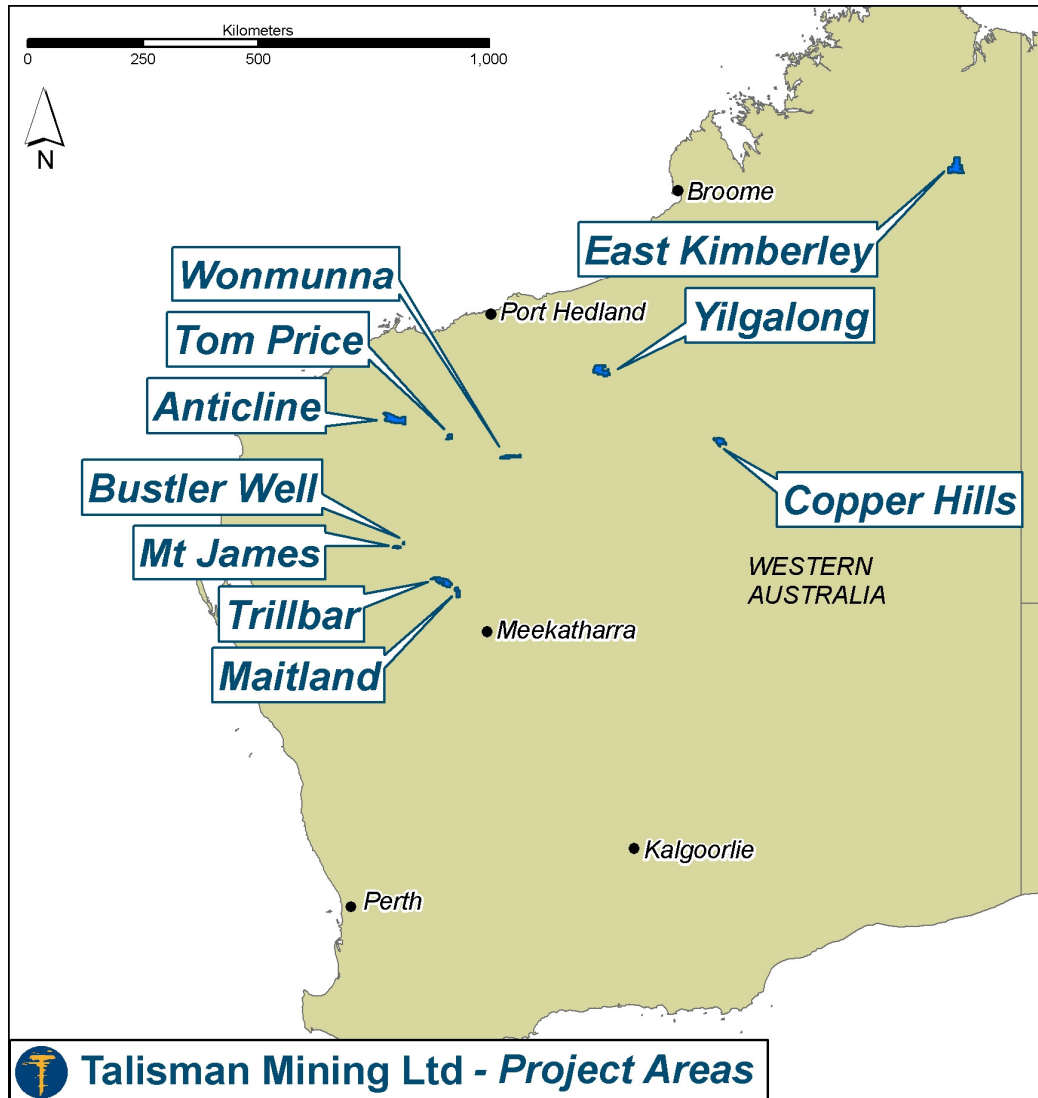 Kilometers
0 250 500 1,000
N
Broome
East Kimberley
Wonmunna
Port Hedland
Yilgalong
Tom Price
Anticline
Bustler Well
Copper Hills
Mt James
WESTERN
AUSTRALIA
Trillbar
Meekatharra
Maitland
Kalgoorlie
Perth
Talisman Mining Ltd - Project Areas